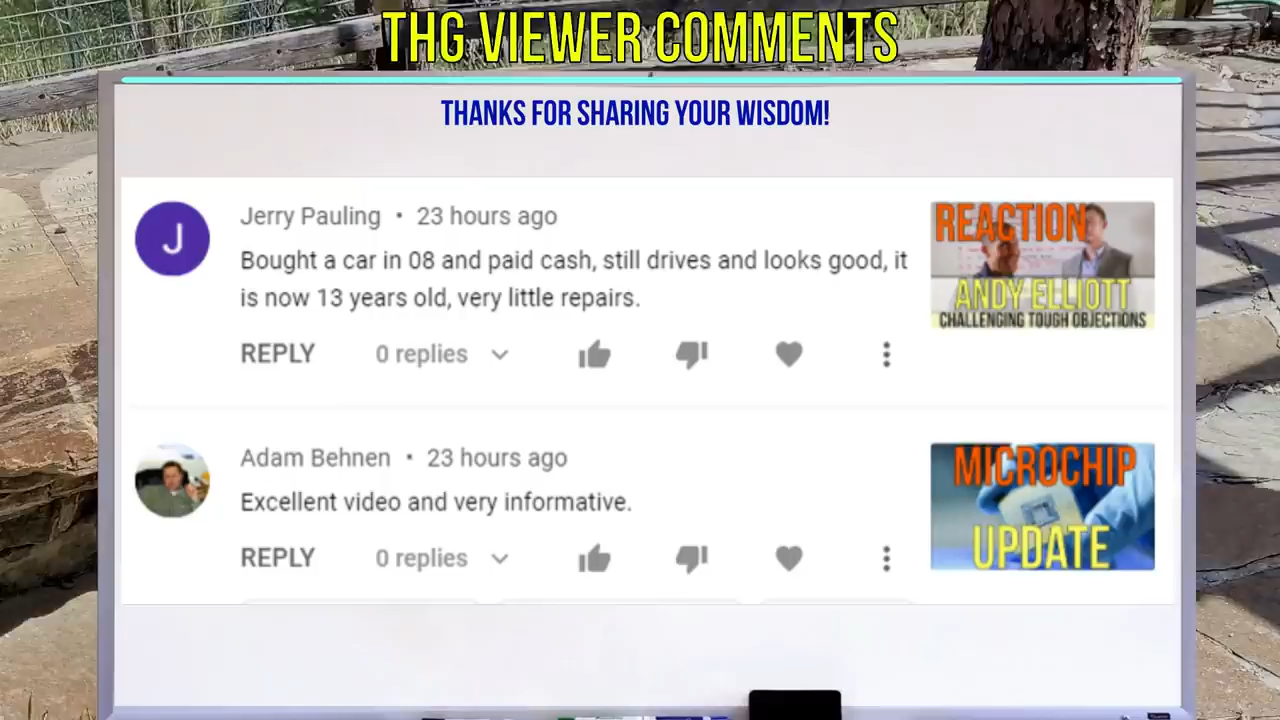 THG VIEWER COMMENTS
THANKS FOR SHARING YOUR WISDOM!
J
Jerry Pauling • 23 hours ago
Bought a car in 08 and paid cash, still drives and looks good, it
is now 13 years old, very little repairs.
REPLY 0 replies
REACTION
ANDY ELLIOTT
CHALLENGING TOUGH OBJECTIONS
Adam Behnen • 23 hours ago
Excellent video and very informative.
REPLY 0 replies
MICROCHIP
UPDATE